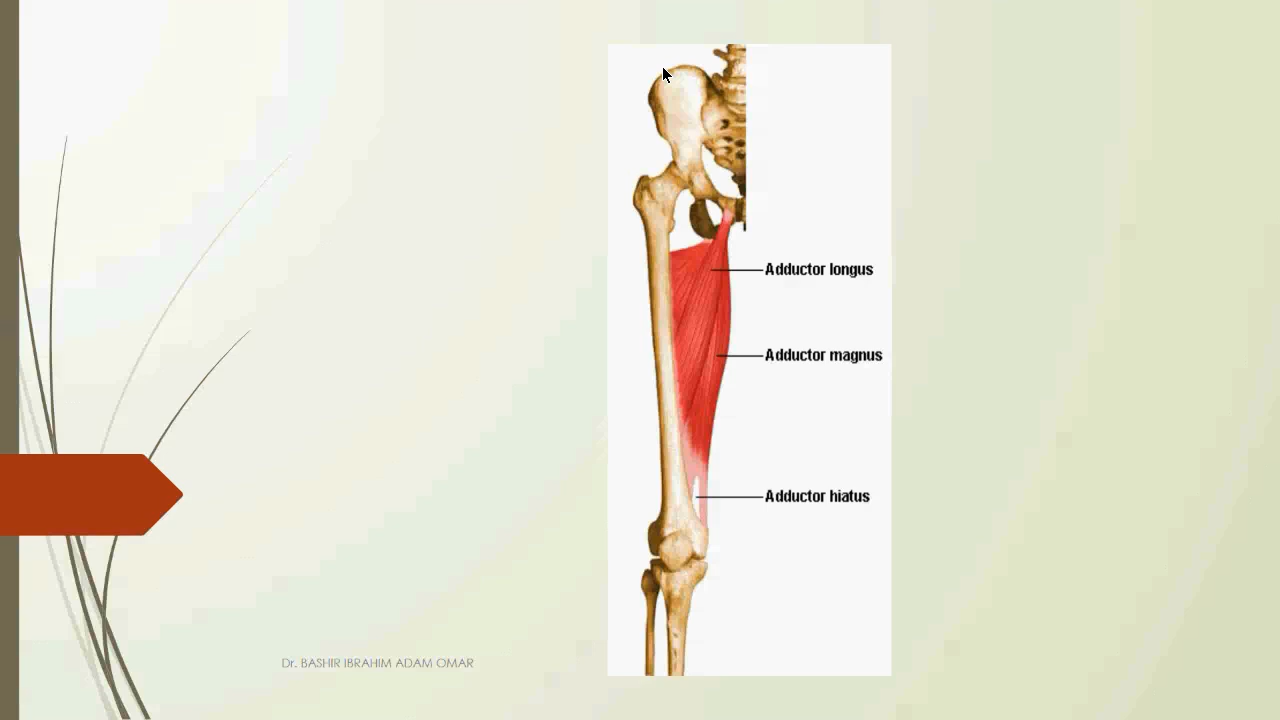 Adductor longus
Adductor magnus
Adductor hiatus
Dr. BASHIR IBRAHIM ADAM OMAR